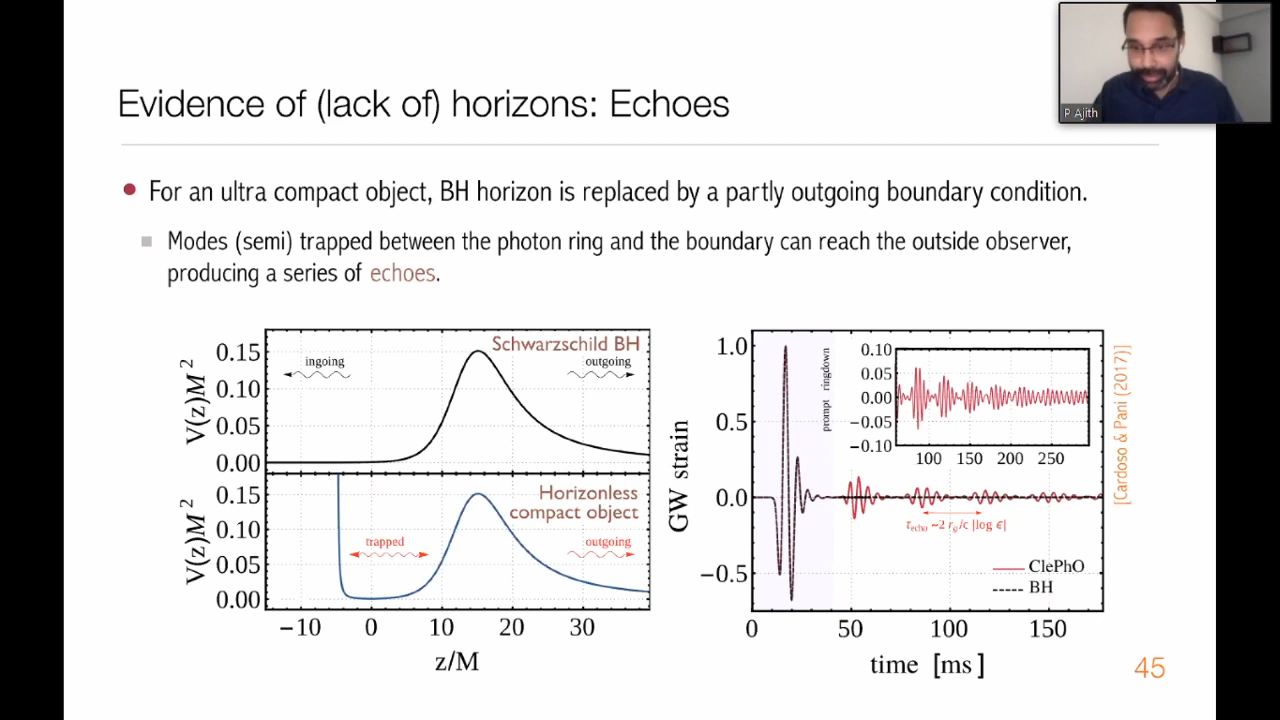 P Ajith
Evidence of (lack of) horizons: Echoes
For an ultra compact object, BH horizon is replaced by a partly outgoing boundary condition.
Modes (semi) trapped between the photon ring and the boundary can reach the outside observer,
producing a series of echoes.
Schwarzschild BH
ingoing
outgoing
V(z)M²
0.15
0.10
0.05
0.00
Horizonless
compact object
trapped
outgoing
V(z)M²
0.15
0.10
0.05
0.00
−10 0 10 20 30
z/M
GW strain
1.0
0.5
0.0
−0.5
prompt ringdown
0.10
0.05
0.00
−0.05
−0.10
100 150 200 250
τecho ~2 rg/c |log ϵ|
ClePhO
BH
0 50 100 150
time [ms]
[Cardoso & Pani (2017)]
45